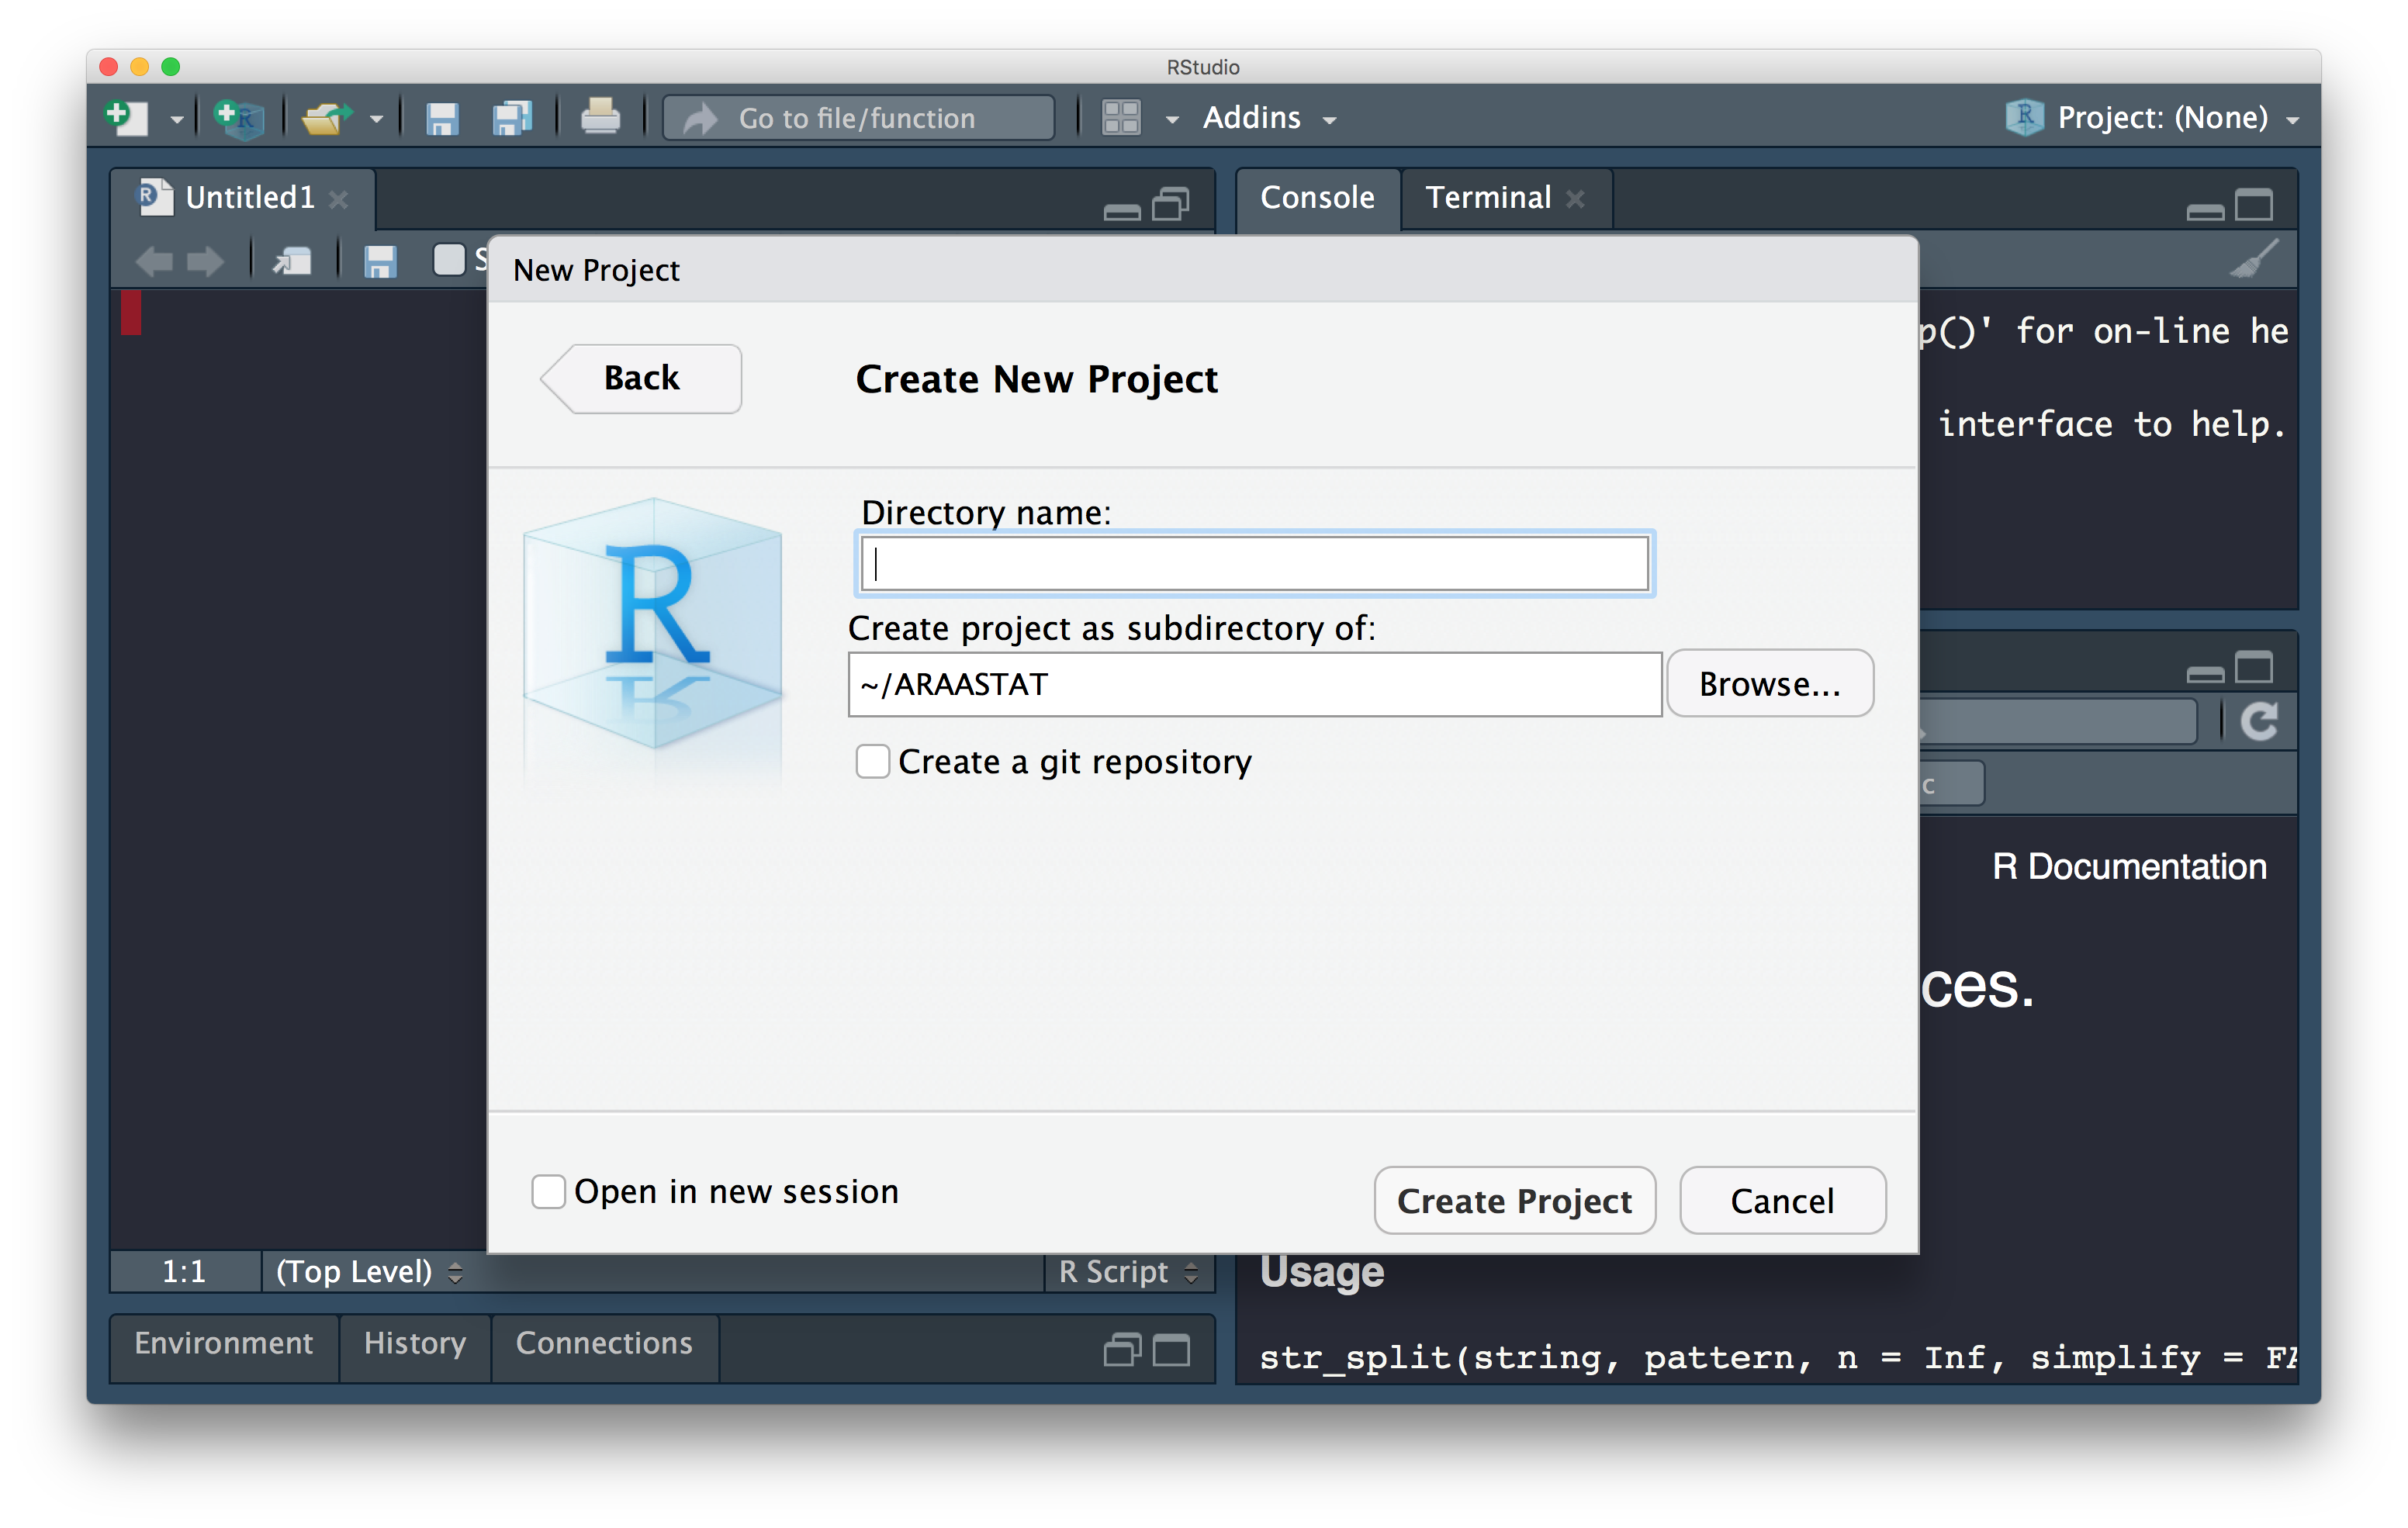 RStudio
Go to file/function
Addins
Project: (None)
Untitled1
Console
Terminal
S
New Project
Back
Create New Project
p()' for on-line he
interface to help.
Directory name:
R
Create project as subdirectory of:
~/ARAASTAT
Browse...
Create a git repository
c
R Documentation
ces.
Open in new session
Create Project
Cancel
1:1
(Top Level)
R Script
Usage
Environment
History
Connections
str_split(string, pattern, n = Inf, simplify = FA